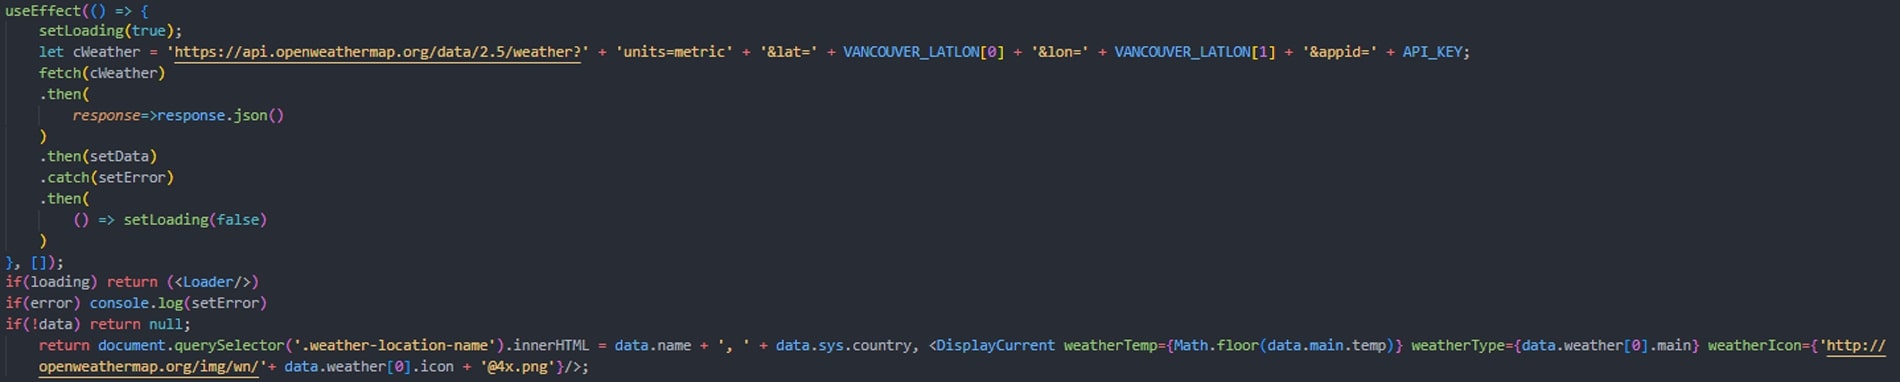 useEffect(() => {
    setLoading(true);
    let cWeather = 'https://api.openweathermap.org/data/2.5/weather?' + 'units=metric' + '&lat=' + VANCOUVER_LATLON[0] + '&lon=' + VANCOUVER_LATLON[1] + '&appid=' + API_KEY;
    fetch(cWeather)
    .then(
        response=>response.json()
    )
    .then(setData)
    .catch(setError)
    .then(
        () => setLoading(false)
    )
}, []);
if(loading) return (<Loader/>)
if(error) console.log(setError)
if(!data) return null;
    return document.querySelector('.weather-location-name').innerHTML = data.name + ', ' + data.sys.country, <DisplayCurrent weatherTemp={Math.floor(data.main.temp)} weatherType={data.weather[0].main} weatherIcon={'http://
    openweathermap.org/img/wn/'+ data.weather[0].icon + '@4x.png'}/>;